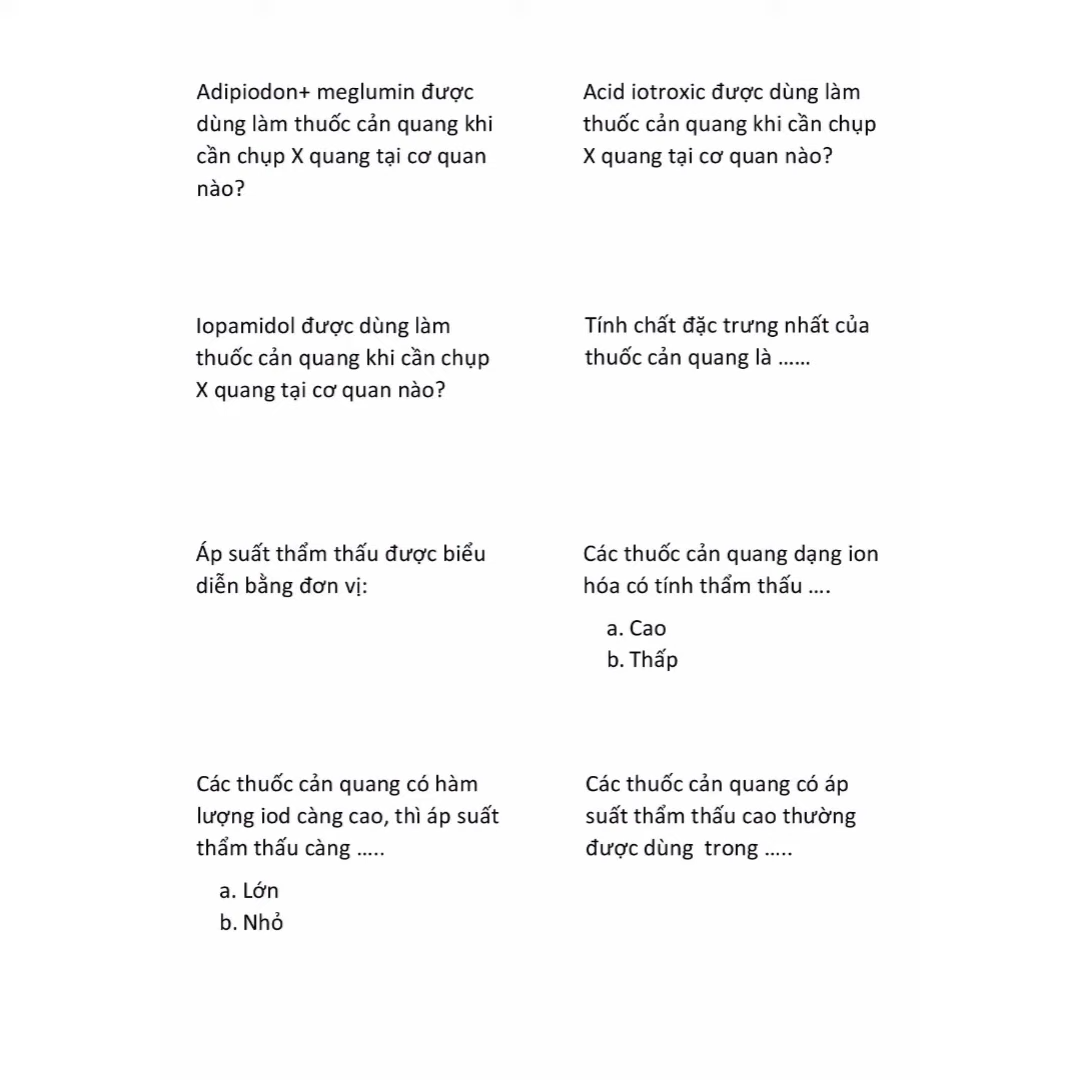 Adipiodon+ meglumin được
dùng làm thuốc cản quang khi
cần chụp X quang tại cơ quan
nào?
Acid iotroxic được dùng làm
thuốc cản quang khi cần chụp
X quang tại cơ quan nào?
Iopamidol được dùng làm
thuốc cản quang khi cần chụp
X quang tại cơ quan nào?
Tính chất đặc trưng nhất của
thuốc cản quang là ......
Áp suất thẩm thấu được biểu
diễn bằng đơn vị:
Các thuốc cản quang dạng ion
hóa có tính thẩm thấu ....
a. Cao
b. Thấp
Các thuốc cản quang có hàm
lượng iod càng cao, thì áp suất
thẩm thấu càng .....
a. Lớn
b. Nhỏ
Các thuốc cản quang có áp
suất thẩm thấu cao thường
được dùng  trong .....